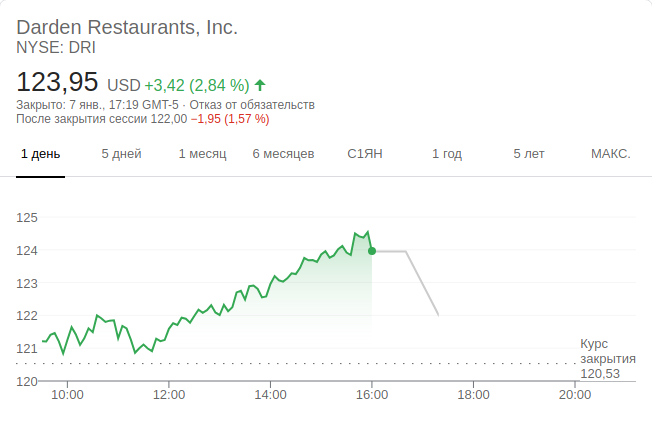 Darden Restaurants, Inc.
NYSE: DRI
123,95 USD +3,42 (2,84 %)
Закрыто: 7 янв., 17:19 GMT-5 · Отказ от обязательств
После закрытия сессии 122,00 −1,95 (1,57 %)
1 день 5 дней 1 месяц 6 месяцев С1ЯН 1 год 5 лет МАКС.
125
124
123
122
121
120
Курс
закрытия
120,53
10:00 12:00 14:00 16:00 18:00 20:00